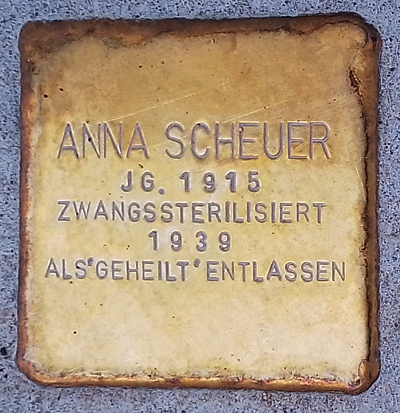 ANNA SCHEUER
JG. 1915
ZWANGSSTERILISIERT
1939
ALS "GEHEILT" ENTLASSEN